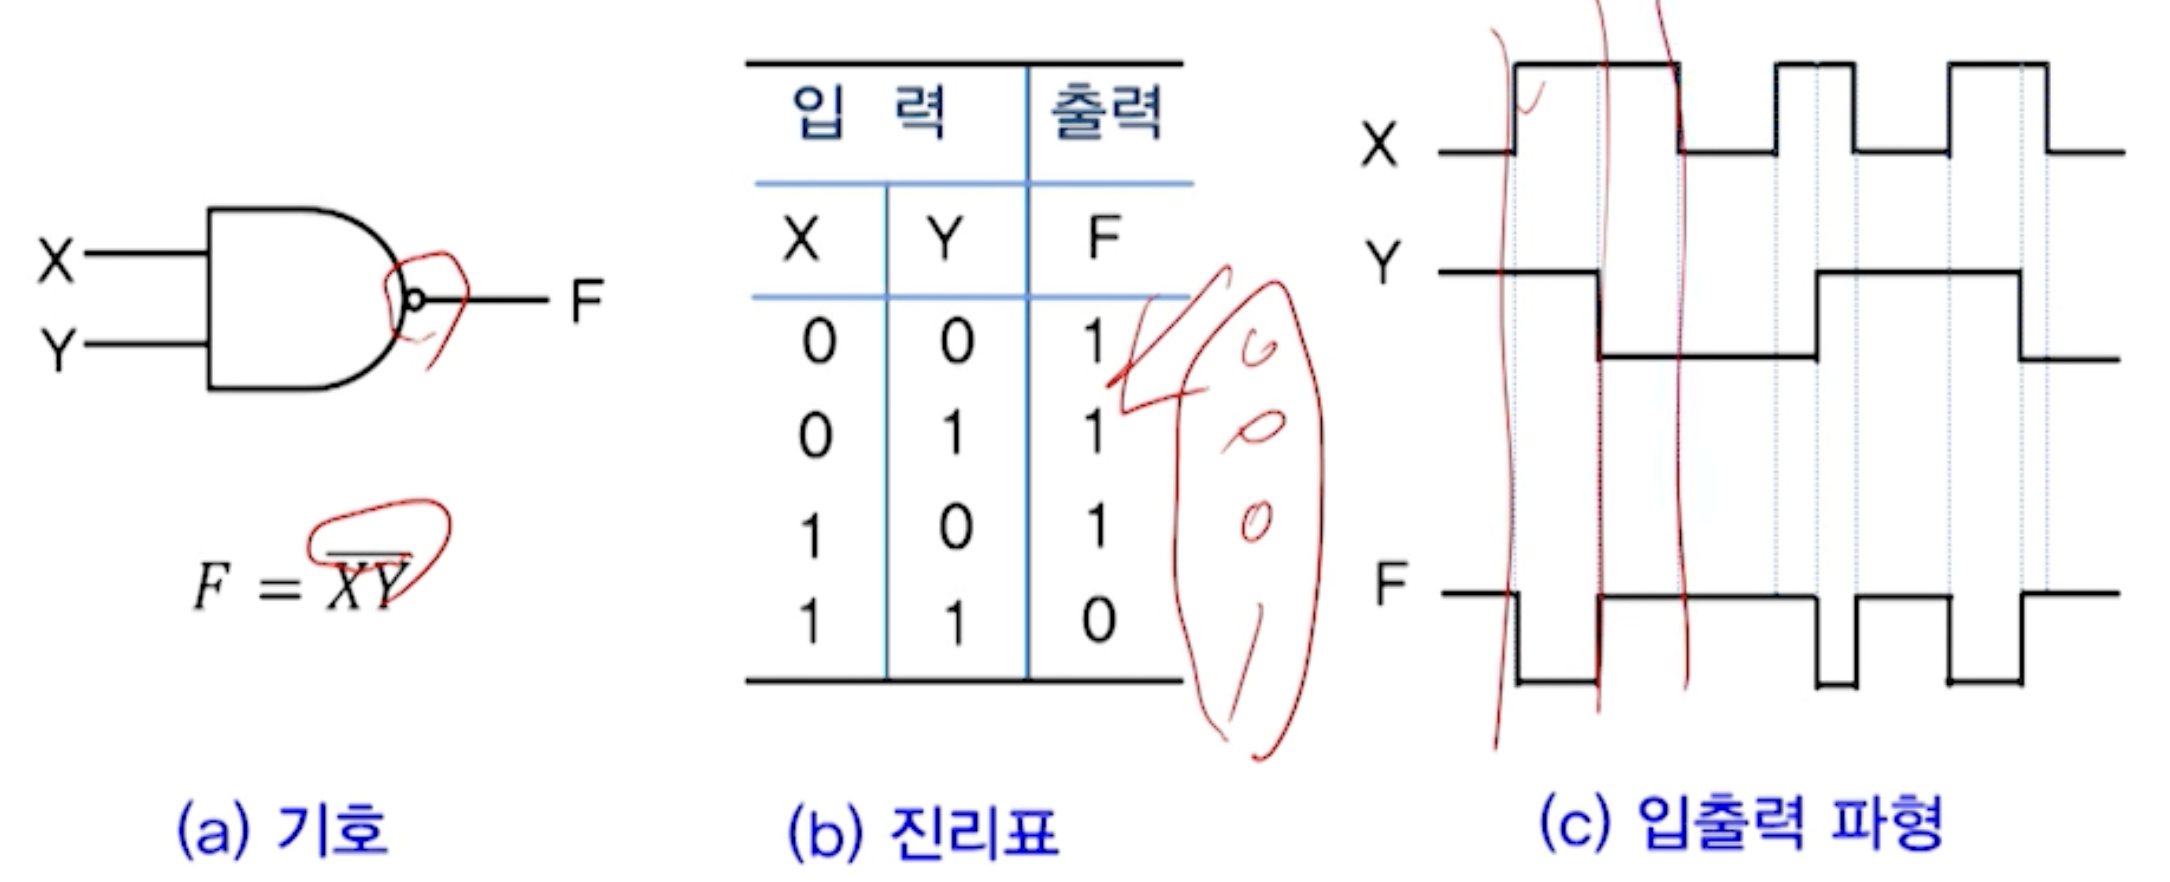 X
Y
F
F = \overline{XY}
(a) 기호
입 력 출력
X Y F
0 0 1 0
0 1 1 0
1 0 1 0
1 1 0 1
(b) 진리표
X
Y
F
(c) 입출력 파형